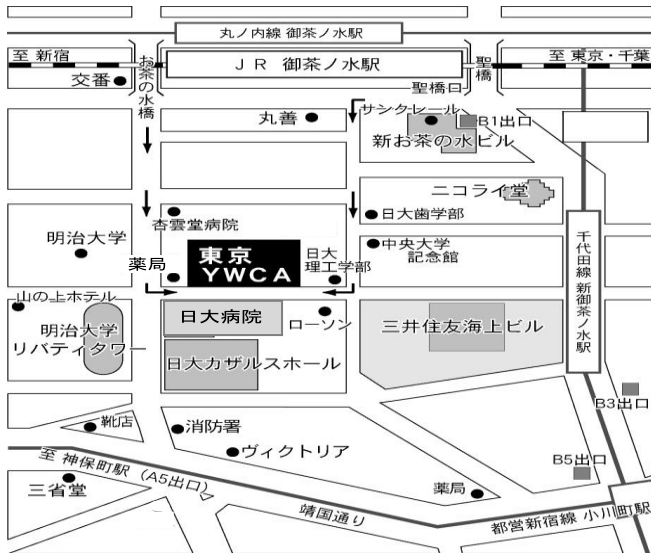 丸ノ内線 御茶ノ水駅
至 新宿
お茶の水橋
JR 御茶ノ水駅
聖橋
至 東京・千葉
交番
聖橋口
丸善
サンクレール
B1出口
新お茶の水ビル
ニコライ堂
杏雲堂病院
日大歯学部
明治大学
東京
YWCA
日大
理工学部
中央大学
記念館
薬局
千代田線 新御茶ノ水駅
山の上ホテル
日大病院
ローソン
三井住友海上ビル
明治大学
リバティタワー
日大カザルスホール
B3出口
靴店
消防署
ヴィクトリア
B5出口
至 神保町駅(A5出口)
三省堂
薬局
靖国通り
都営新宿線 小川町駅